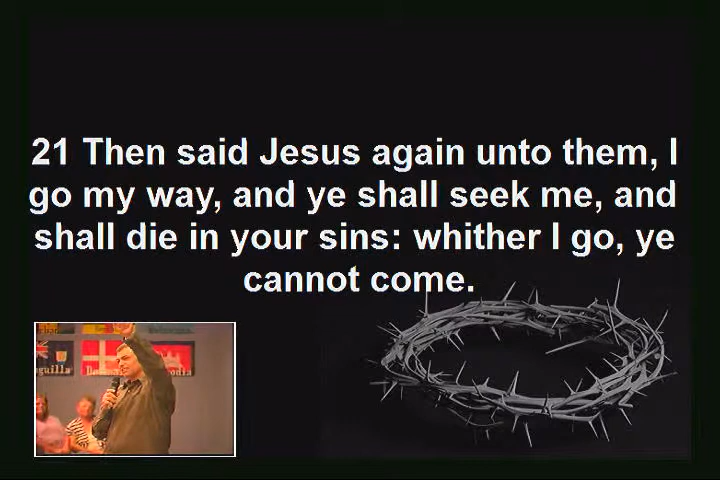 21 Then said Jesus again unto them, I
go my way, and ye shall seek me, and
shall die in your sins: whither I go, ye
cannot come.
guilla